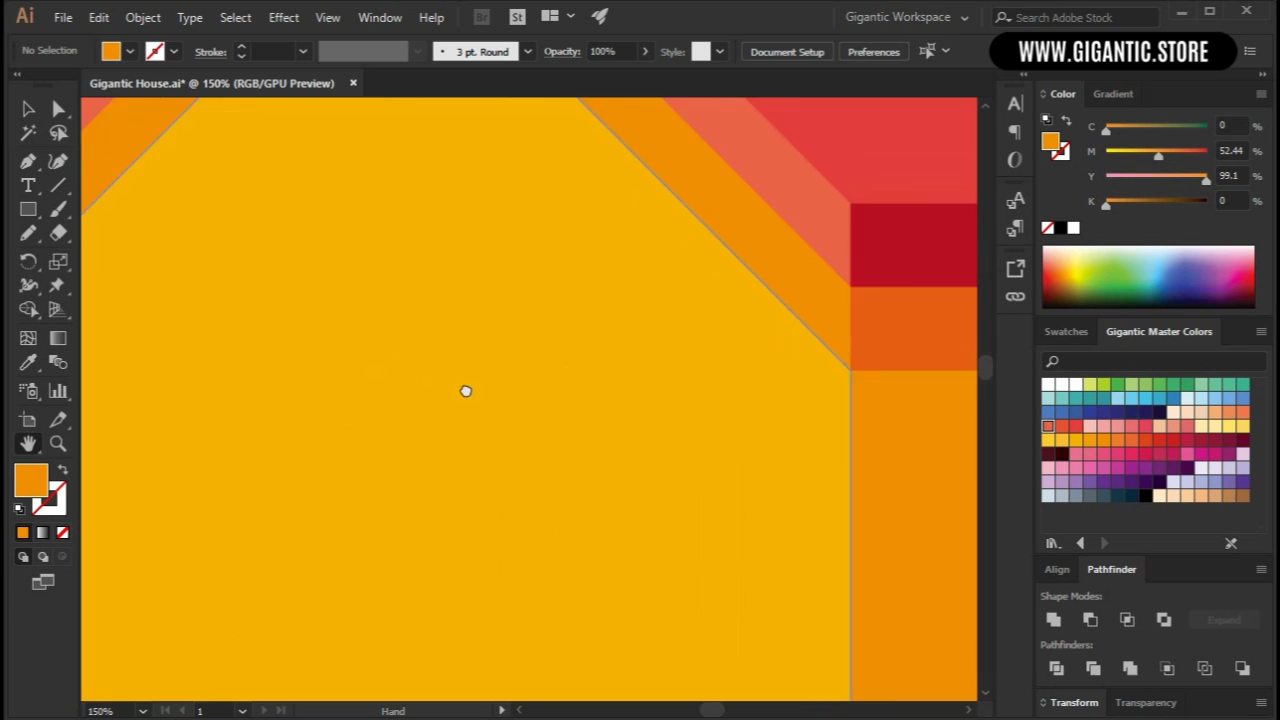 Ai File Edit Object Type Select Effect View Window Help Br St Gigantic Workspace Search Adobe Stock
No Selection Stroke: 3 pt. Round Opacity: 100% Style: Document Setup Preferences
WWW.GIGANTIC.STORE
Gigantic House.ai* @ 150% (RGB/GPU Preview) ×
Color Gradient
C 0 %
M 52.44 %
Y 99.1 %
K 0 %
Swatches Gigantic Master Colors
Align Pathfinder
Shape Modes:
Expand
Pathfinders:
Transform Transparency
150% 1 Hand